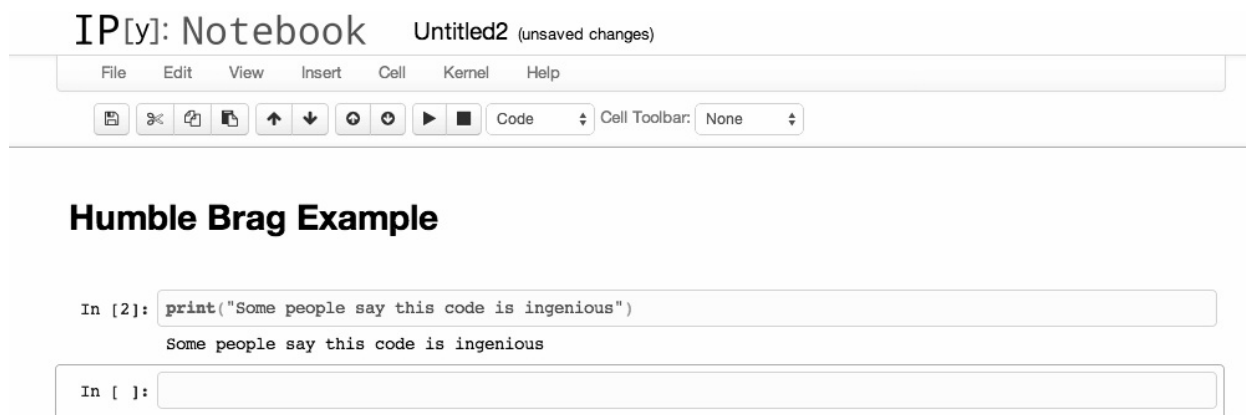 IP[y]: Notebook Untitled2 (unsaved changes)
File Edit View Insert Cell Kernel Help
Code Cell Toolbar: None
Humble Brag Example
In [2]: print("Some people say this code is ingenious")
Some people say this code is ingenious
In [ ]: